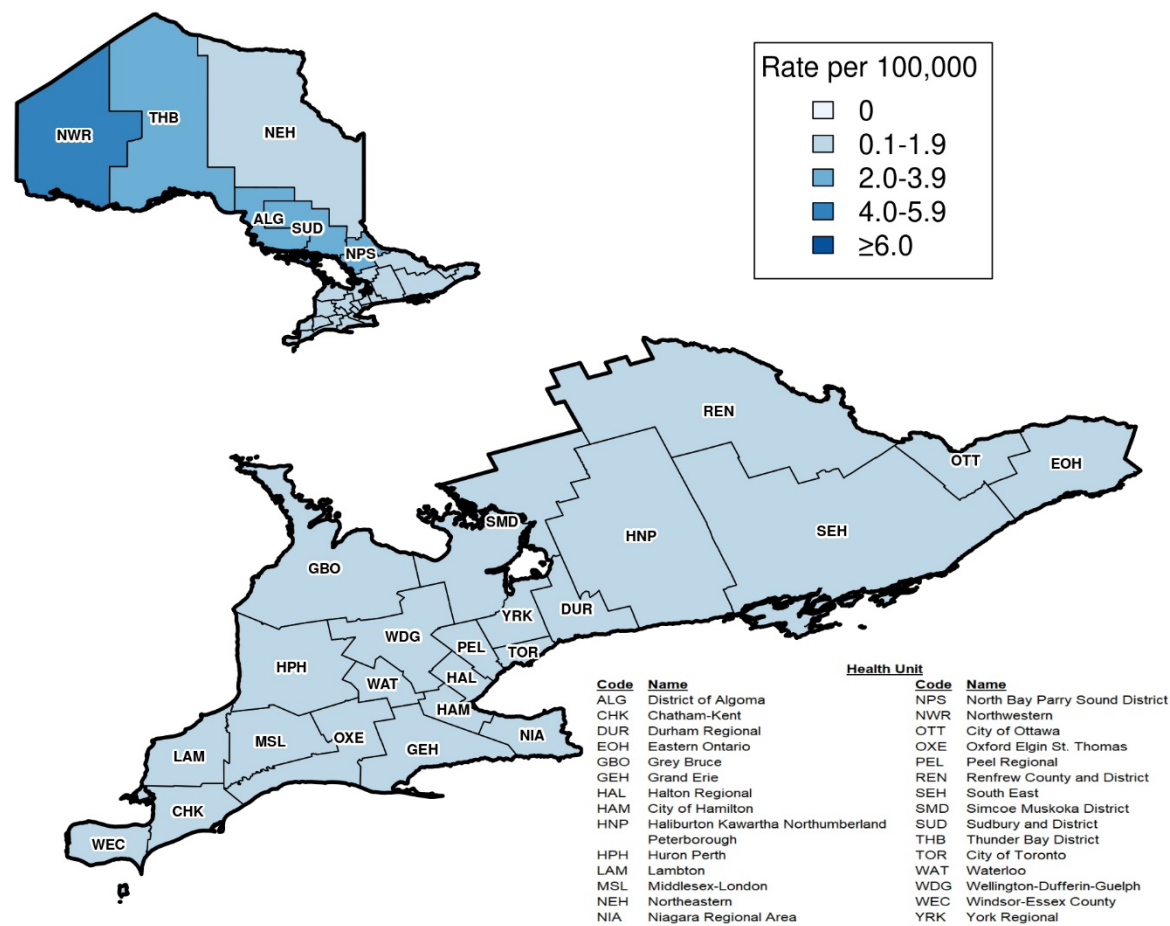 Rate per 100,000
0
0.1-1.9
2.0-3.9
4.0-5.9
≥6.0
NWR
THB
NEH
ALG
SUD
NPS
REN
OTT
EOH
SMD
SEH
HNP
GBO
DUR
YRK
WDG
PEL
TOR
HPH
HAL
WAT
HAM
NIA
OXE
MSL
GEH
LAM
CHK
WEC
Health Unit
Code Name
ALG District of Algoma
CHK Chatham-Kent
DUR Durham Regional
EOH Eastern Ontario
GBO Grey Bruce
GEH Grand Erie
HAL Halton Regional
HAM City of Hamilton
HNP Haliburton Kawartha Northumberland
Peterborough
HPH Huron Perth
LAM Lambton
MSL Middlesex-London
NEH Northeastern
NIA Niagara Regional Area
Code Name
NPS North Bay Parry Sound District
NWR Northwestern
OTT City of Ottawa
OXE Oxford Elgin St. Thomas
PEL Peel Regional
REN Renfrew County and District
SEH South East
SMD Simcoe Muskoka District
SUD Sudbury and District
THB Thunder Bay District
TOR City of Toronto
WAT Waterloo
WDG Wellington-Dufferin-Guelph
WEC Windsor-Essex County
YRK York Regional